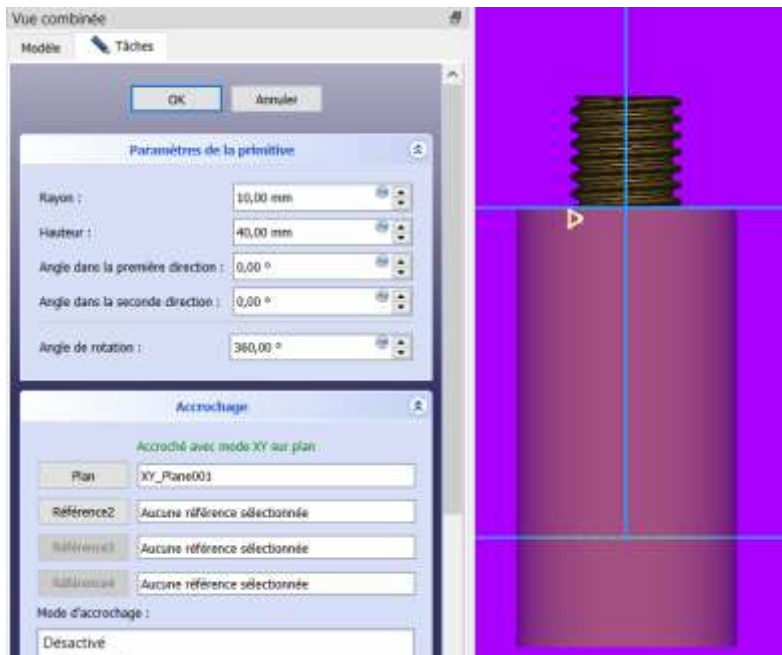 Vue combinée
Modèle Tâches
OK Annuler
Paramètres de la primitive
Rayon : 10,00 mm
Hauteur : 40,00 mm
Angle dans la première direction : 0,00 °
Angle dans la seconde direction : 0,00 °
Angle de rotation : 360,00 °
Accrochage
Accroché avec mode XY sur plan
Plan XY_Plane001
Référence2 Aucune référence sélectionnée
Référence3 Aucune référence sélectionnée
Référence4 Aucune référence sélectionnée
Mode d'accrochage :
Désactivé